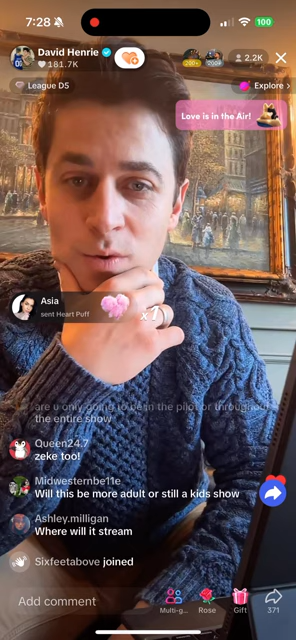 7:28
100
David Henrie
181.7K
200+
700+
2.2K
League D5
Explore >
Love is in the Air!
Asia
sent Heart Puff
x1
are u only going to be in the pilot or throughout
the entire show
Queen24.7
zeke too!
Midwesternbe11e
Will this be more adult or still a kids show
Ashley.milligan
Where will it stream
Sixfeetabove joined
Add comment
Multi-g...
Rose
Gift
371